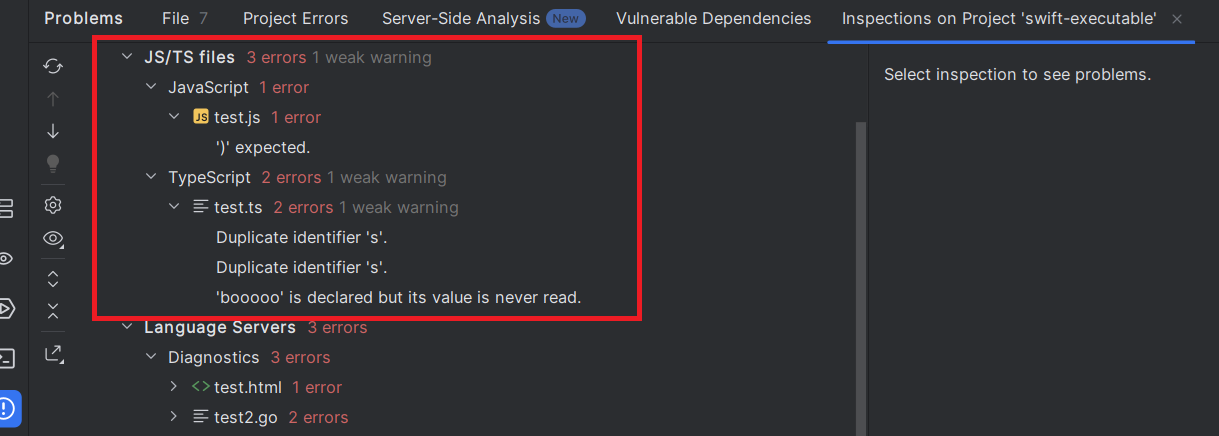 Problems File 7 Project Errors Server-Side Analysis New Vulnerable Dependencies Inspections on Project 'swift-executable'
JS/TS files 3 errors 1 weak warning
JavaScript 1 error
JS test.js 1 error
')' expected.
TypeScript 2 errors 1 weak warning
test.ts 2 errors 1 weak warning
Duplicate identifier 's'.
Duplicate identifier 's'.
'booooo' is declared but its value is never read.
Language Servers 3 errors
Diagnostics 3 errors
<> test.html 1 error
test2.go 2 errors
Select inspection to see problems.